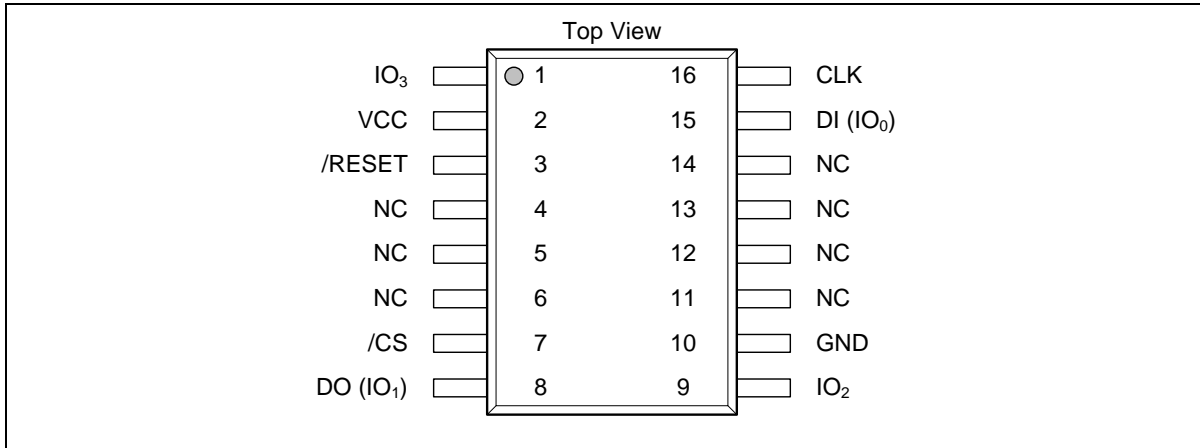 Top View
IO₃ 1 16 CLK
VCC 2 15 DI (IO₀)
/RESET 3 14 NC
NC 4 13 NC
NC 5 12 NC
NC 6 11 NC
/CS 7 10 GND
DO (IO₁) 8 9 IO₂